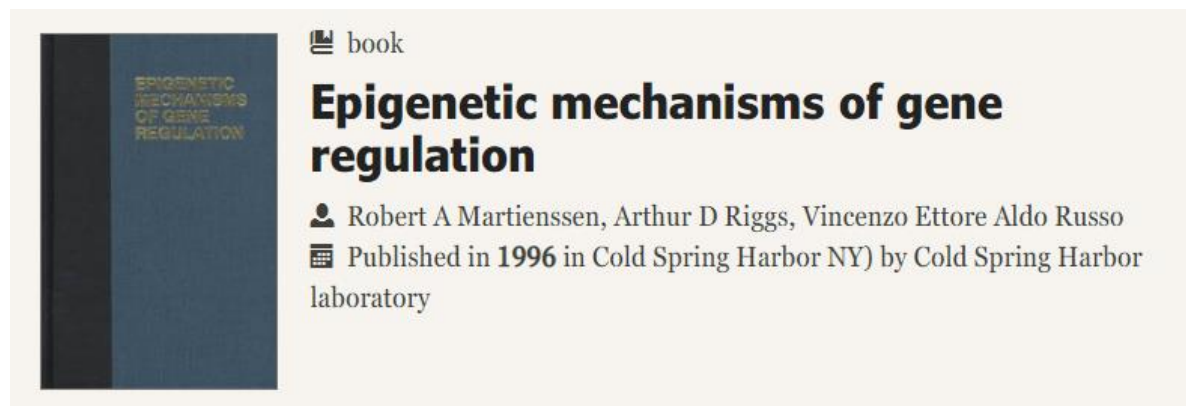 EPIGENETIC
MECHANISMS
OF GENE
REGULATION
book
Epigenetic mechanisms of gene
regulation
Robert A Martienssen, Arthur D Riggs, Vincenzo Ettore Aldo Russo
Published in 1996 in Cold Spring Harbor NY) by Cold Spring Harbor
laboratory